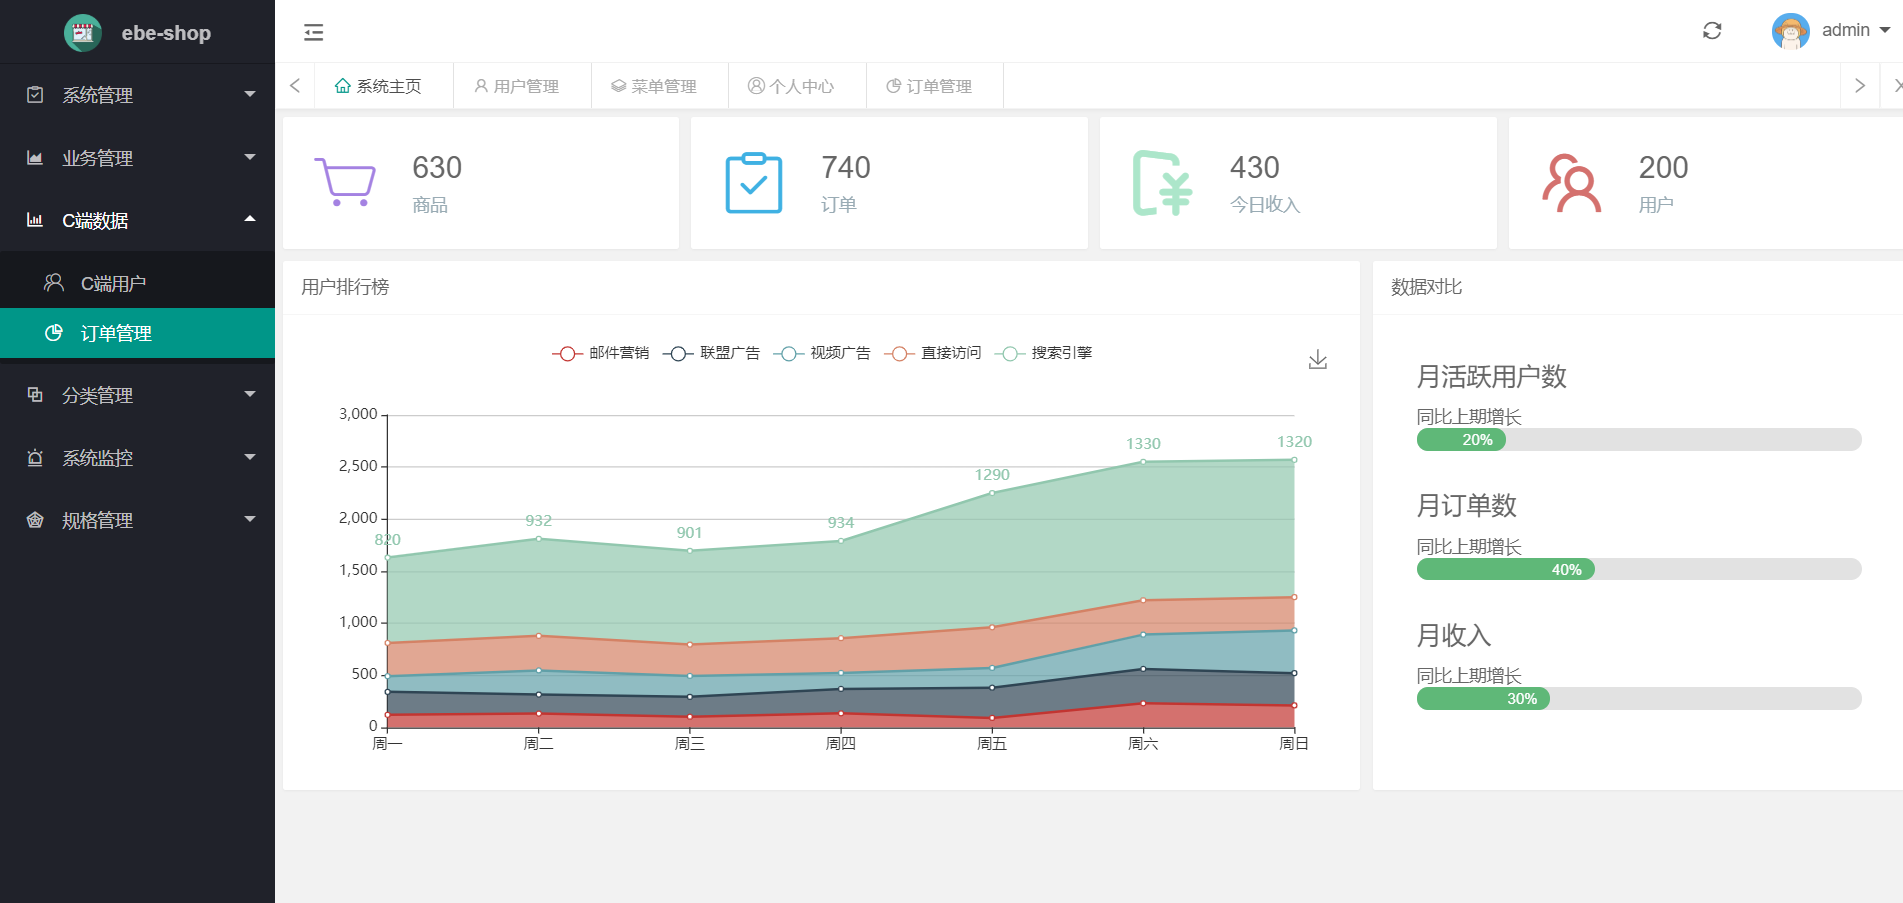 ebe-shop
admin
系统管理
业务管理
C端数据
C端用户
订单管理
分类管理
系统监控
规格管理
系统主页
用户管理
菜单管理
个人中心
订单管理
630
商品
740
订单
430
今日收入
200
用户
用户排行榜
邮件营销 联盟广告 视频广告 直接访问 搜索引擎
3,000
2,500
2,000
1,500
1,000
500
0
820 932 901 934 1290 1330 1320
周一 周二 周三 周四 周五 周六 周日
数据对比
月活跃用户数
同比上期增长
20%
月订单数
同比上期增长
40%
月收入
同比上期增长
30%